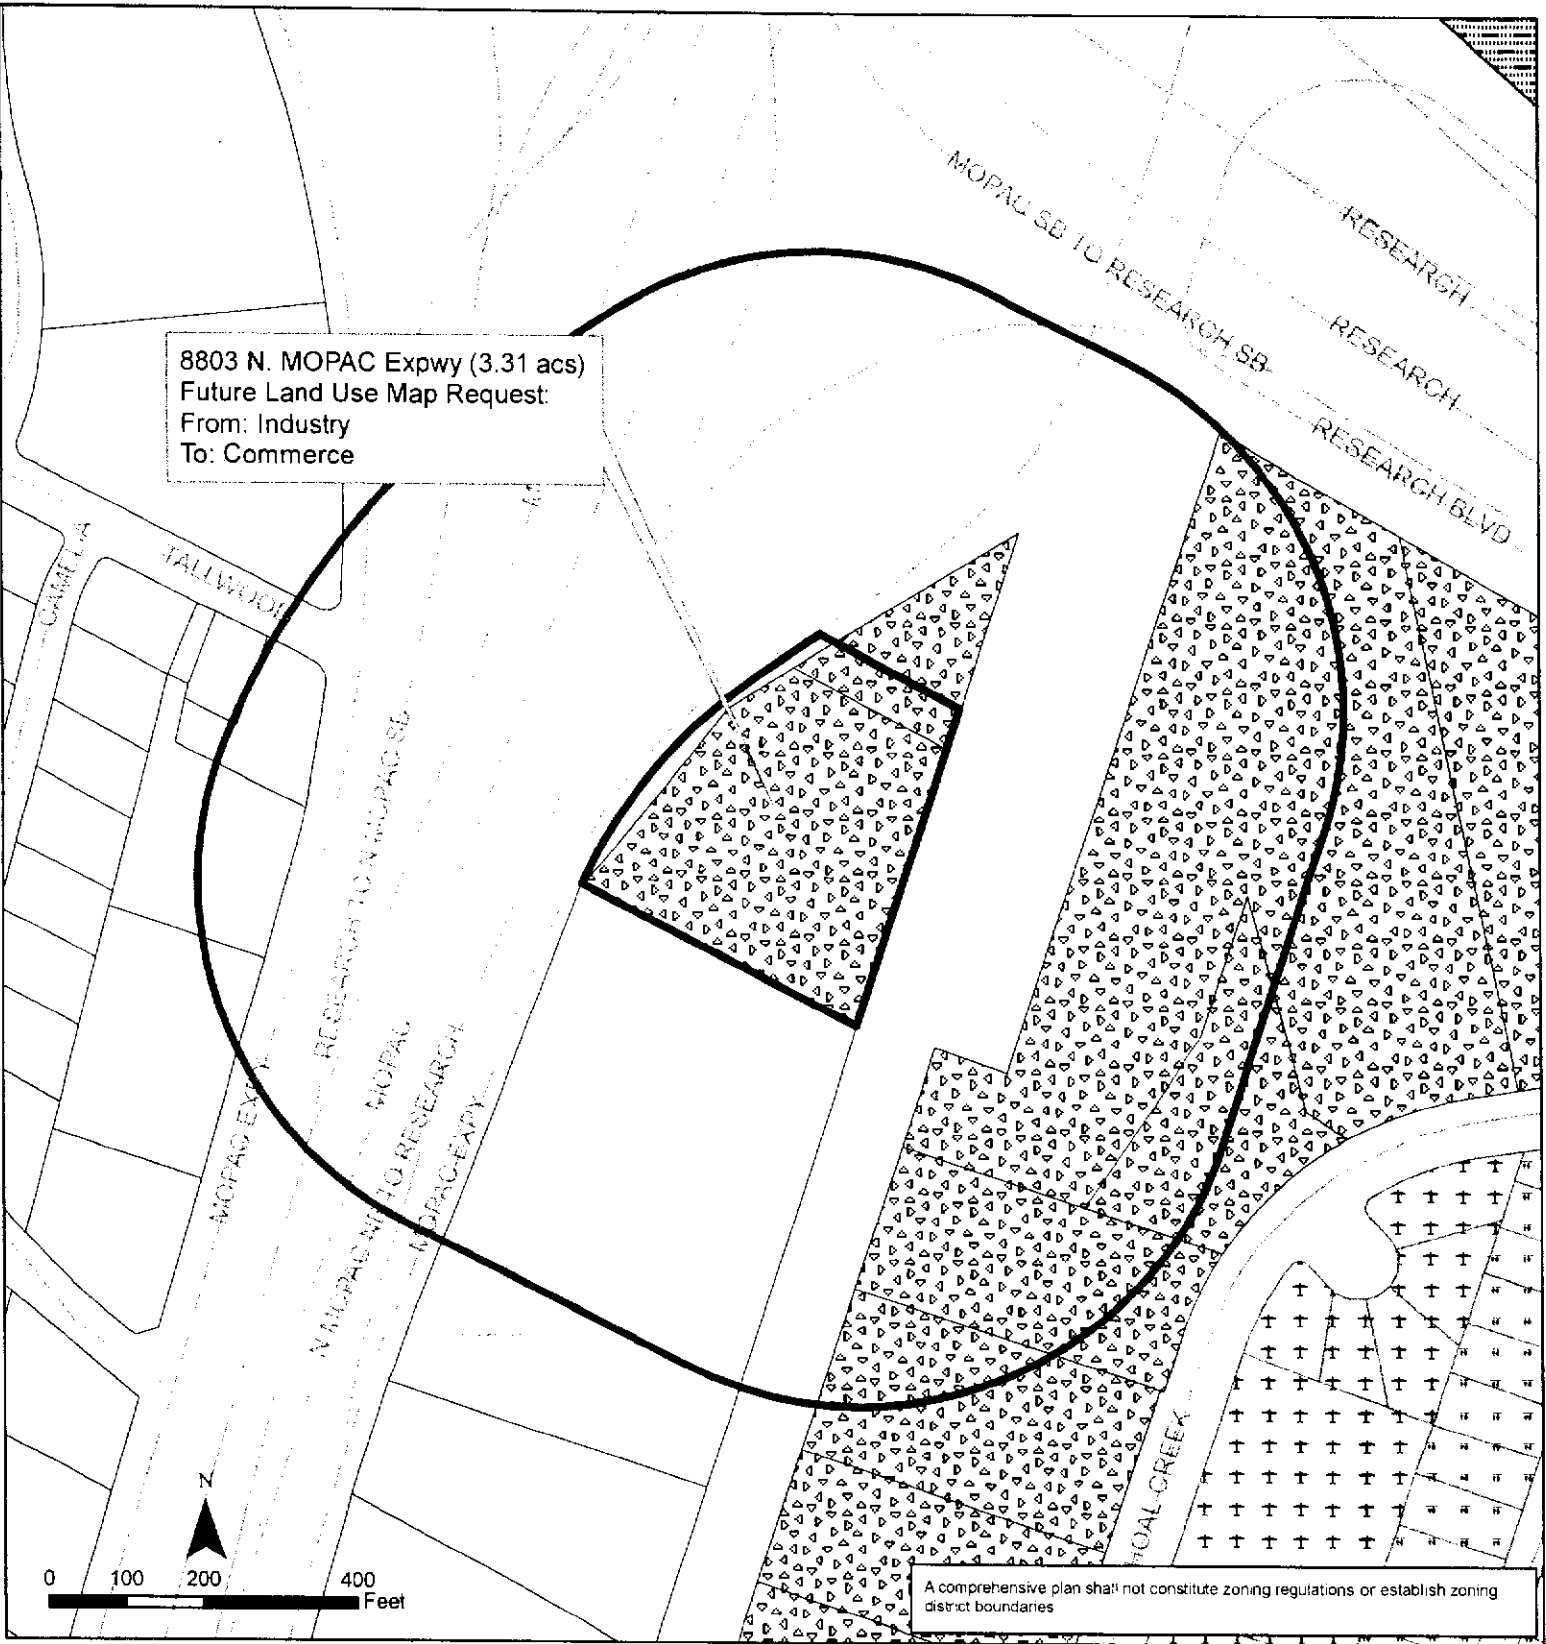 MOPAC SB TO RESEARCH SB
RESEARCH
RESEARCH
RESEARCH BLVD
8803 N. MOPAC Expwy (3.31 acs)
Future Land Use Map Request:
From: Industry
To: Commerce
TALLWOOD
RESEARCH TO N MOPAC SB
MOPAC
MOPAC EXPY
N MOPAC NB TO RESEARCH
MOPAC EXPY
HOAL CREEK
N
0 100 200 400
Feet
A comprehensive plan shall not constitute zoning regulations or establish zoning
district boundaries